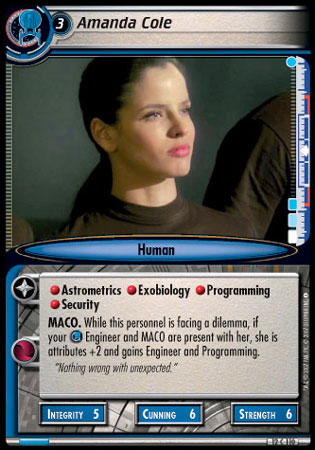 3 Amanda Cole
Human
Astrometrics Exobiology Programming
Security
MACO. While this personnel is facing a dilemma, if
your Engineer and MACO are present with her, she is
attributes +2 and gains Engineer and Programming.
"Nothing wrong with unexpected."
INTEGRITY 5 CUNNING 6 STRENGTH 6
12 C 110